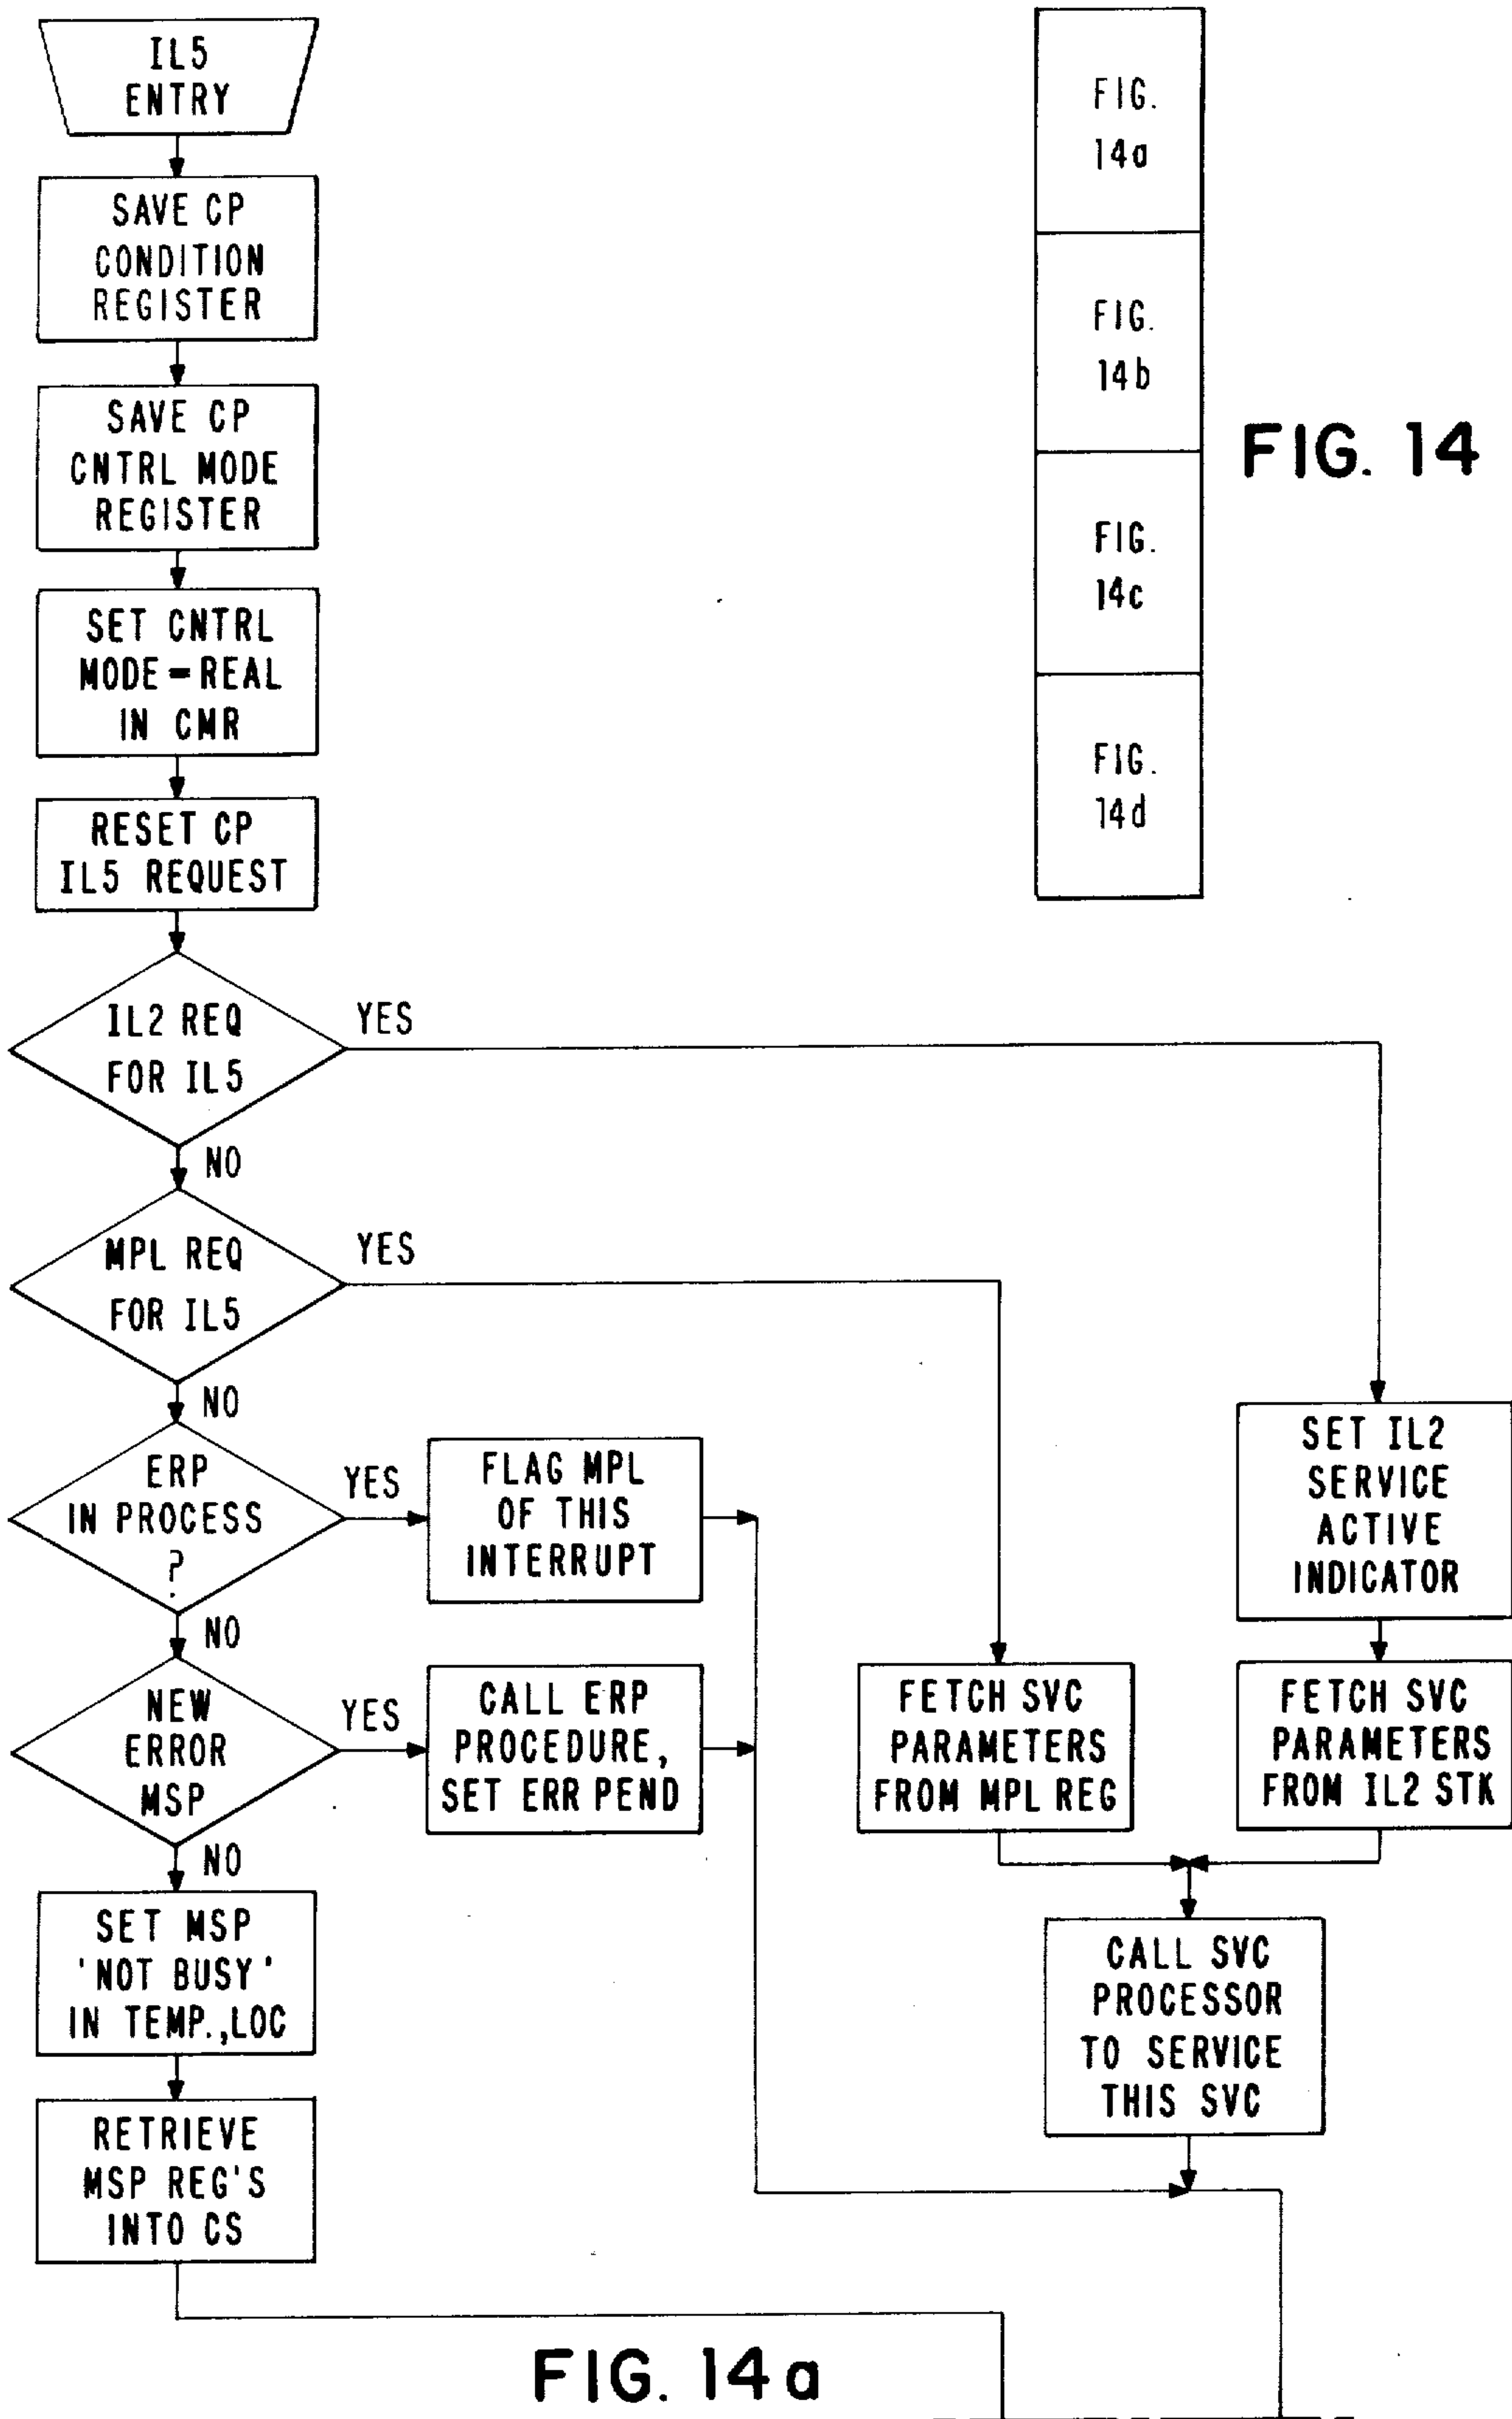 IL5
ENTRY
SAVE CP
CONDITION
REGISTER
SAVE CP
CNTRL MODE
REGISTER
SET CNTRL
MODE=REAL
IN CMR
RESET CP
IL5 REQUEST
IL2 REQ
FOR IL5
YES
NO
MPL REQ
FOR IL5
YES
NO
ERP
IN PROCESS
?
YES
FLAG MPL
OF THIS
INTERRUPT
NO
NEW
ERROR
MSP
YES
CALL ERP
PROCEDURE,
SET ERR PEND
NO
SET MSP
'NOT BUSY'
IN TEMP.,LOC
RETRIEVE
MSP REG'S
INTO CS
FETCH SVC
PARAMETERS
FROM MPL REG
SET IL2
SERVICE
ACTIVE
INDICATOR
FETCH SVC
PARAMETERS
FROM IL2 STK
CALL SVC
PROCESSOR
TO SERVICE
THIS SVC
FIG.
14a
FIG.
14b
FIG.
14c
FIG.
14d
FIG. 14
FIG. 14a